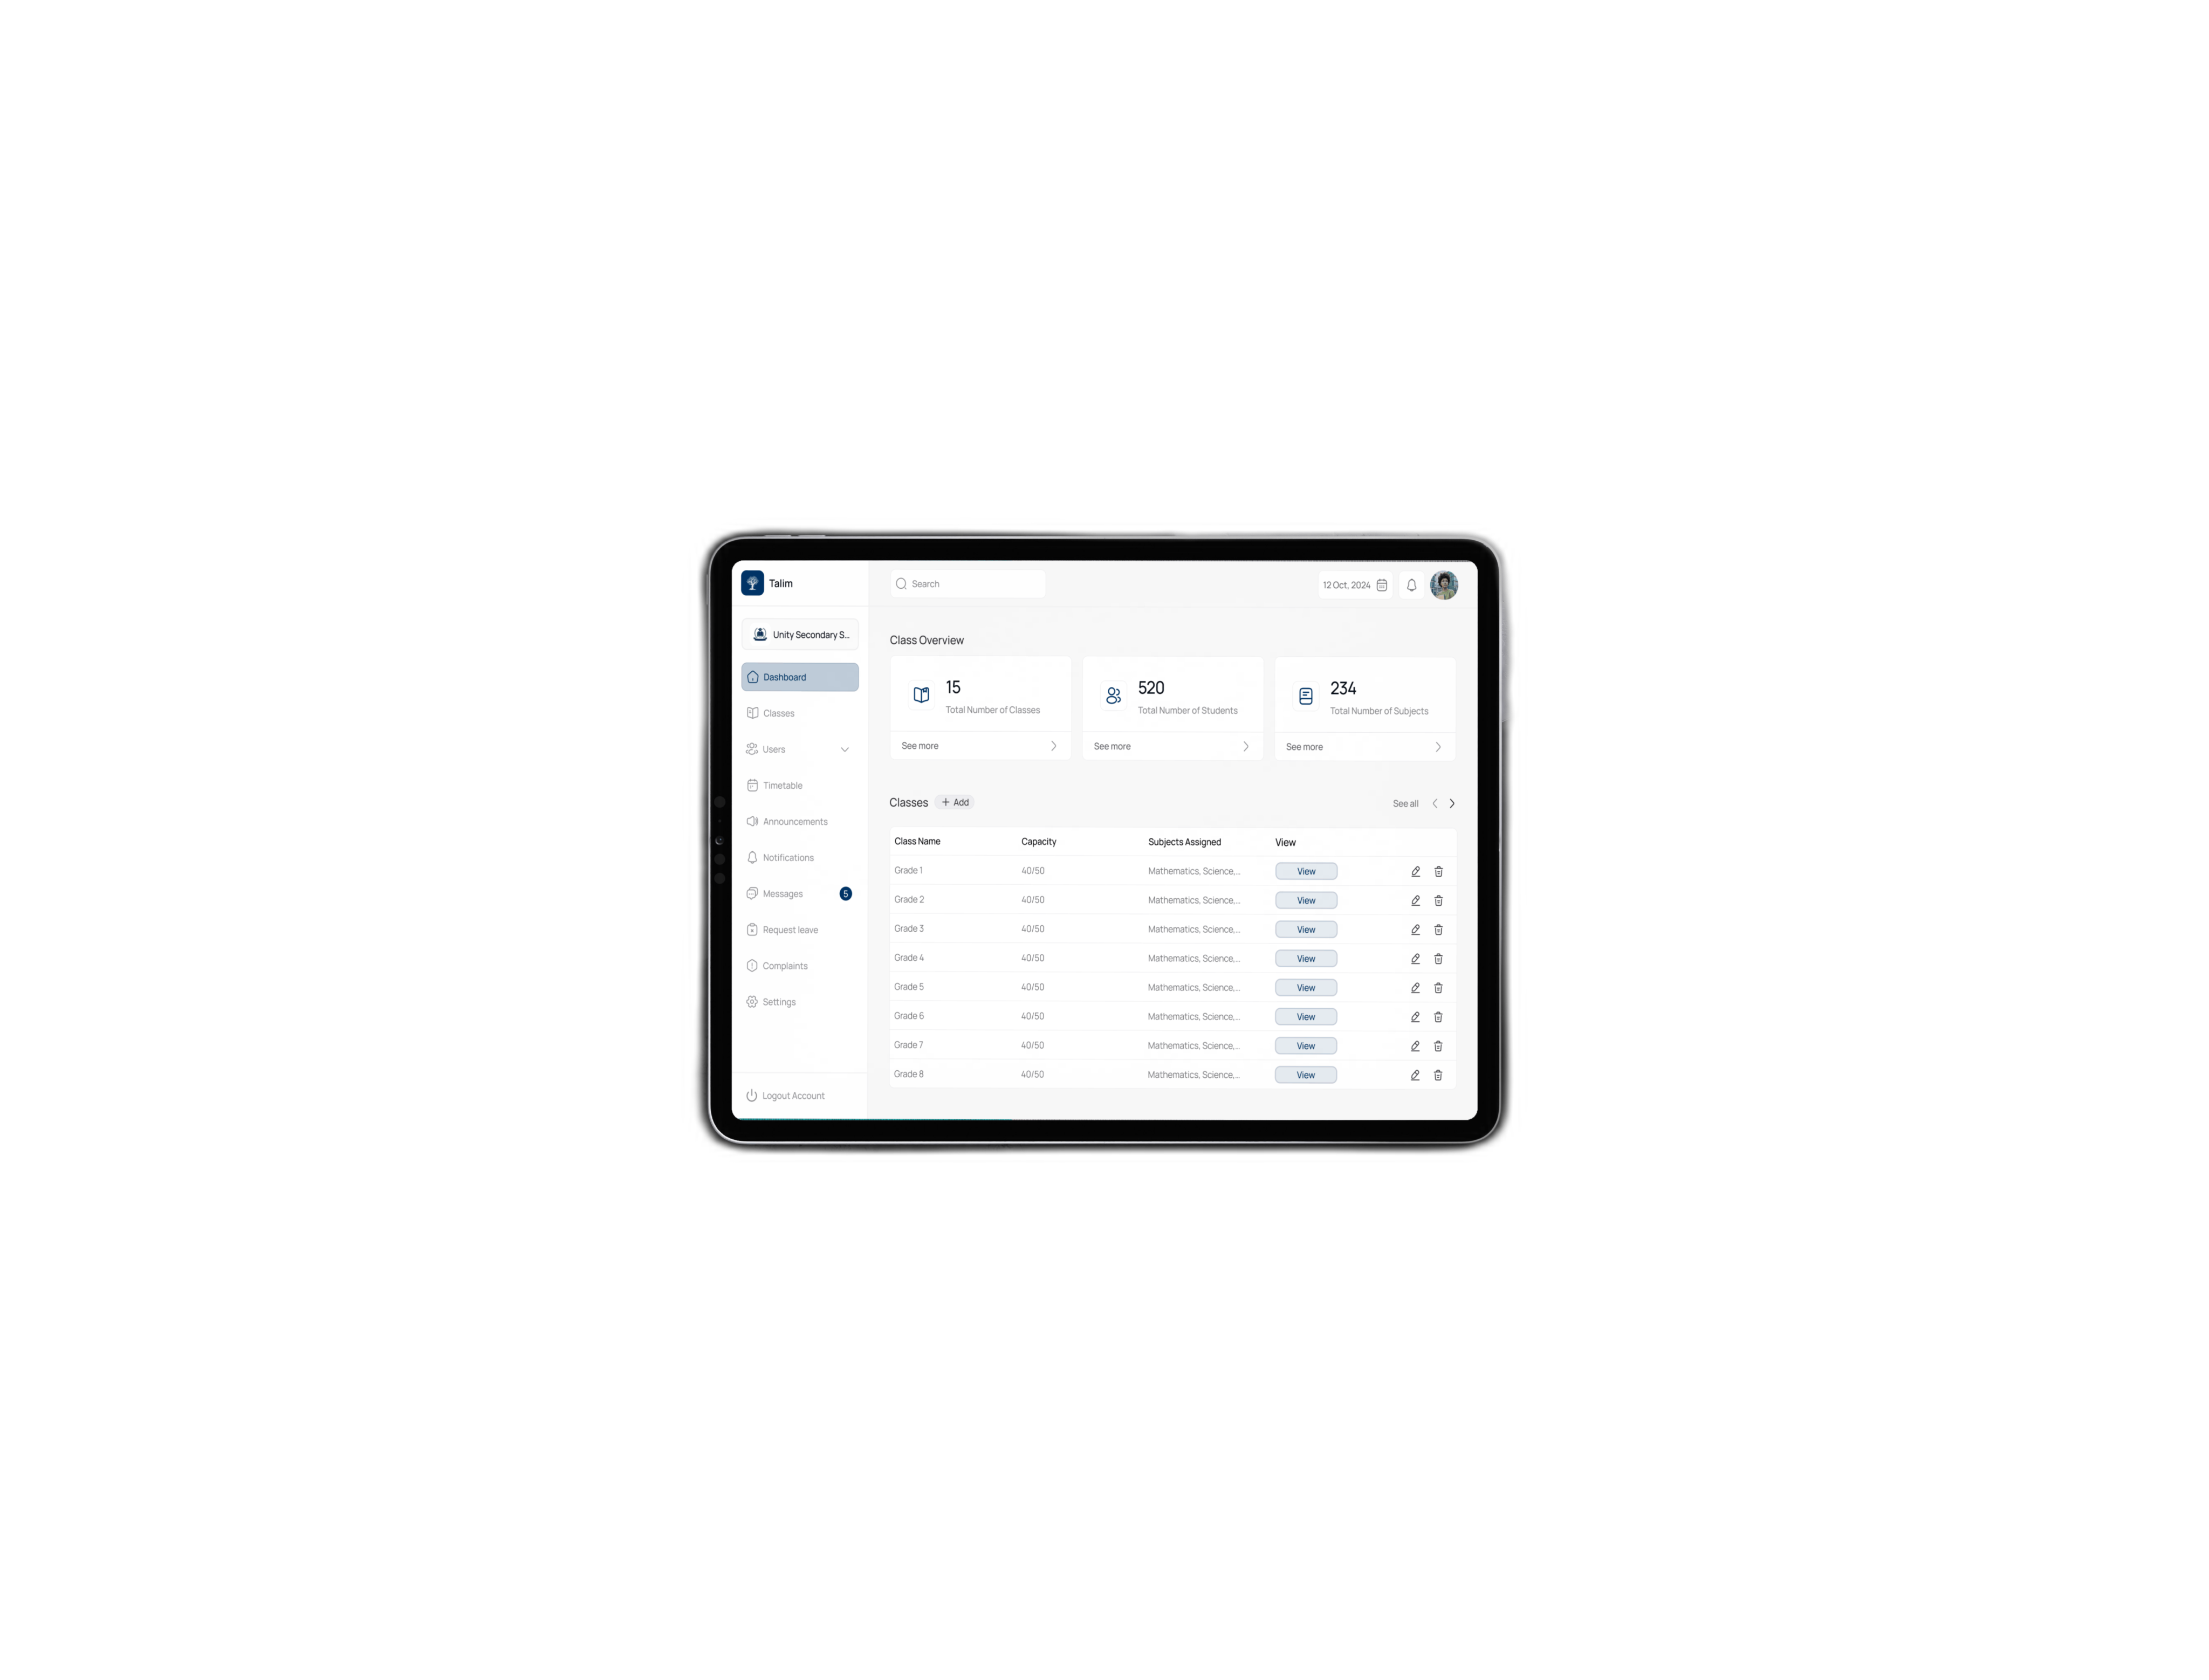 Talim
Search
12 Oct, 2024
Unity Secondary S...
Dashboard
Classes
Users
Timetable
Announcements
Notifications
Messages 5
Request leave
Complaints
Settings
Logout Account
Class Overview
15
Total Number of Classes
See more
520
Total Number of Students
See more
234
Total Number of Subjects
See more
Classes + Add
See all
Class Name Capacity Subjects Assigned View
Grade 1 40/50 Mathematics, Science,... View
Grade 2 40/50 Mathematics, Science,... View
Grade 3 40/50 Mathematics, Science,... View
Grade 4 40/50 Mathematics, Science,... View
Grade 5 40/50 Mathematics, Science,... View
Grade 6 40/50 Mathematics, Science,... View
Grade 7 40/50 Mathematics, Science,... View
Grade 8 40/50 Mathematics, Science,... View